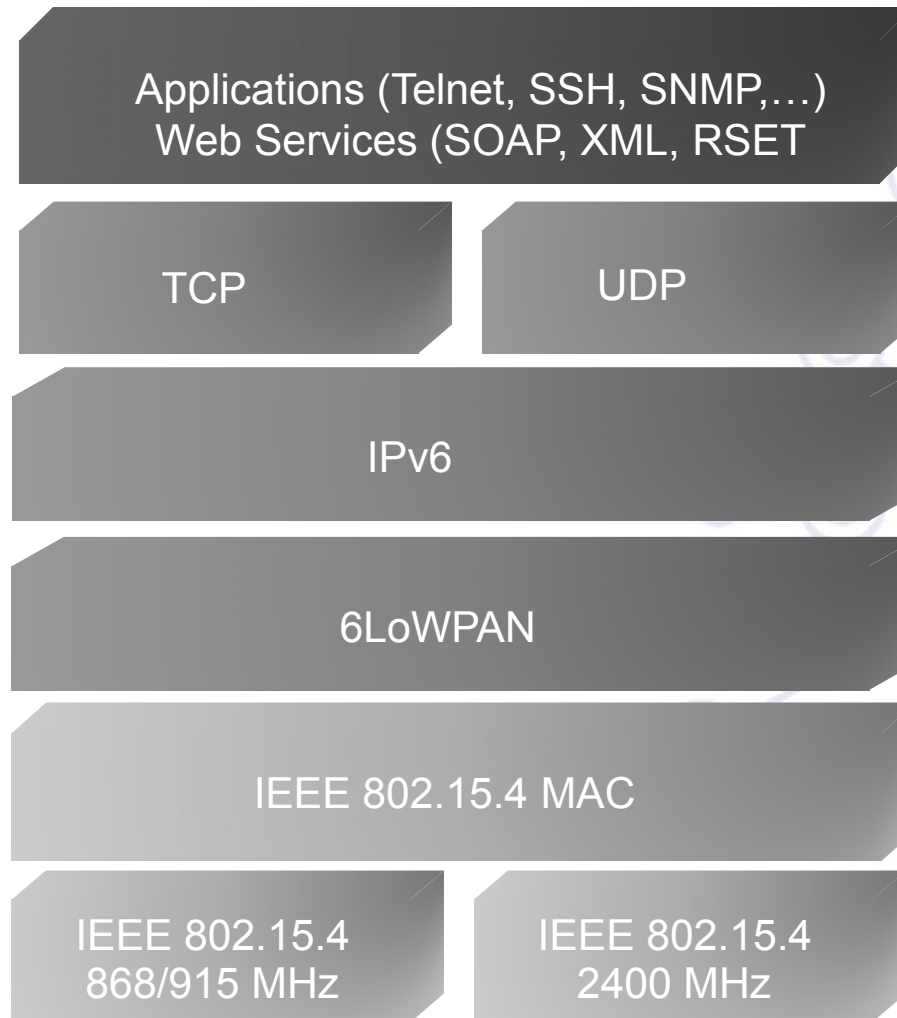 Applications (Telnet, SSH, SNMP,…)
Web Services (SOAP, XML, RSET
TCP
UDP
IPv6
6LoWPAN
IEEE 802.15.4 MAC
IEEE 802.15.4
868/915 MHz
IEEE 802.15.4
2400 MHz